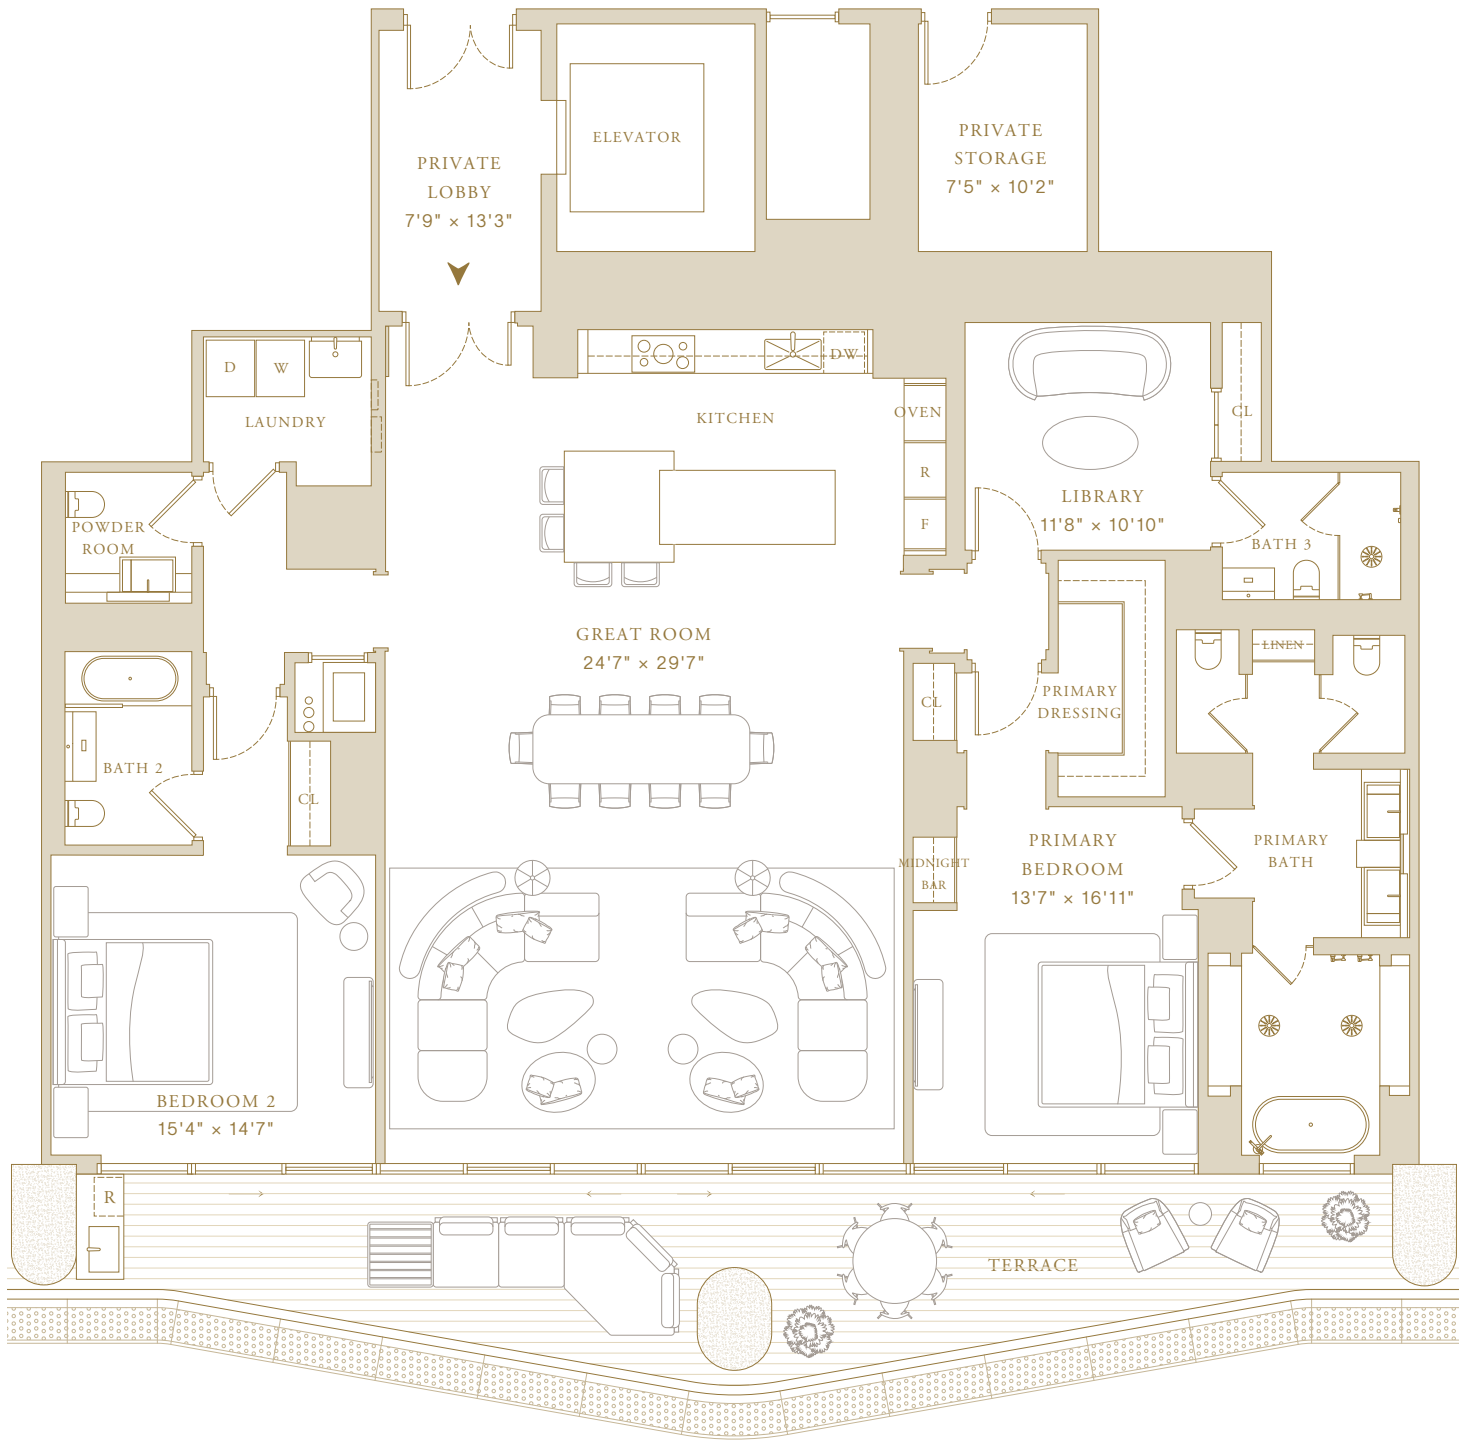 ELEVATOR
PRIVATE
STORAGE
7'5" × 10'2"
PRIVATE
LOBBY
7'9" × 13'3"
D
W
DW
LAUNDRY
KITCHEN
OVEN
CL
R
LIBRARY
11'8" × 10'10"
F
POWDER
ROOM
BATH 3
GREAT ROOM
24'7" × 29'7"
LINEN
CL
PRIMARY
DRESSING
BATH 2
CL
MIDNIGHT
BAR
PRIMARY
BEDROOM
13'7" × 16'11"
PRIMARY
BATH
BEDROOM 2
15'4" × 14'7"
R
TERRACE